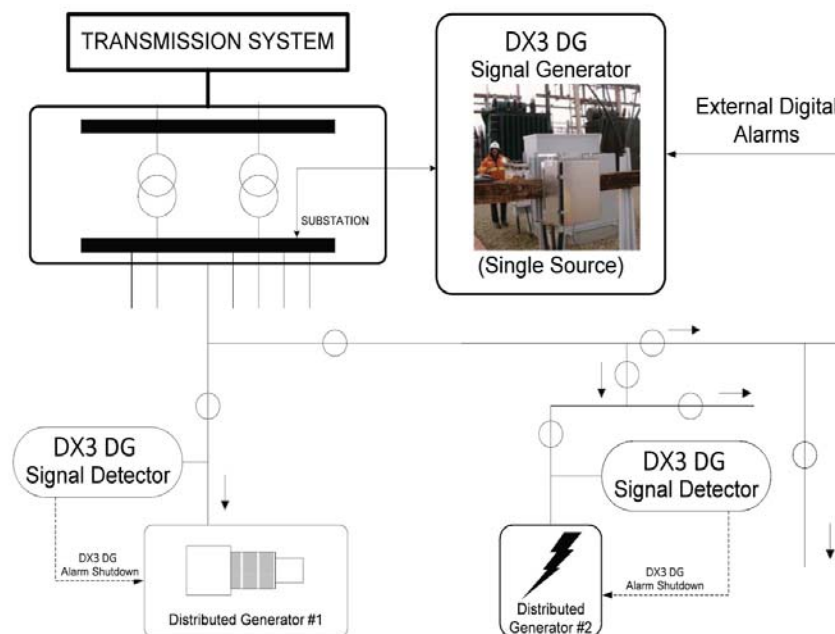 TRANSMISSION SYSTEM
DX3 DG
Signal Generator
(Single Source)
External Digital
Alarms
SUBSTATION
DX3 DG
Signal Detector
DX3 DG
Alarm Shutdown
Distributed Generator #1
DX3 DG
Signal Detector
DX3 DG
Alarm Shutdown
Distributed
Generator #2